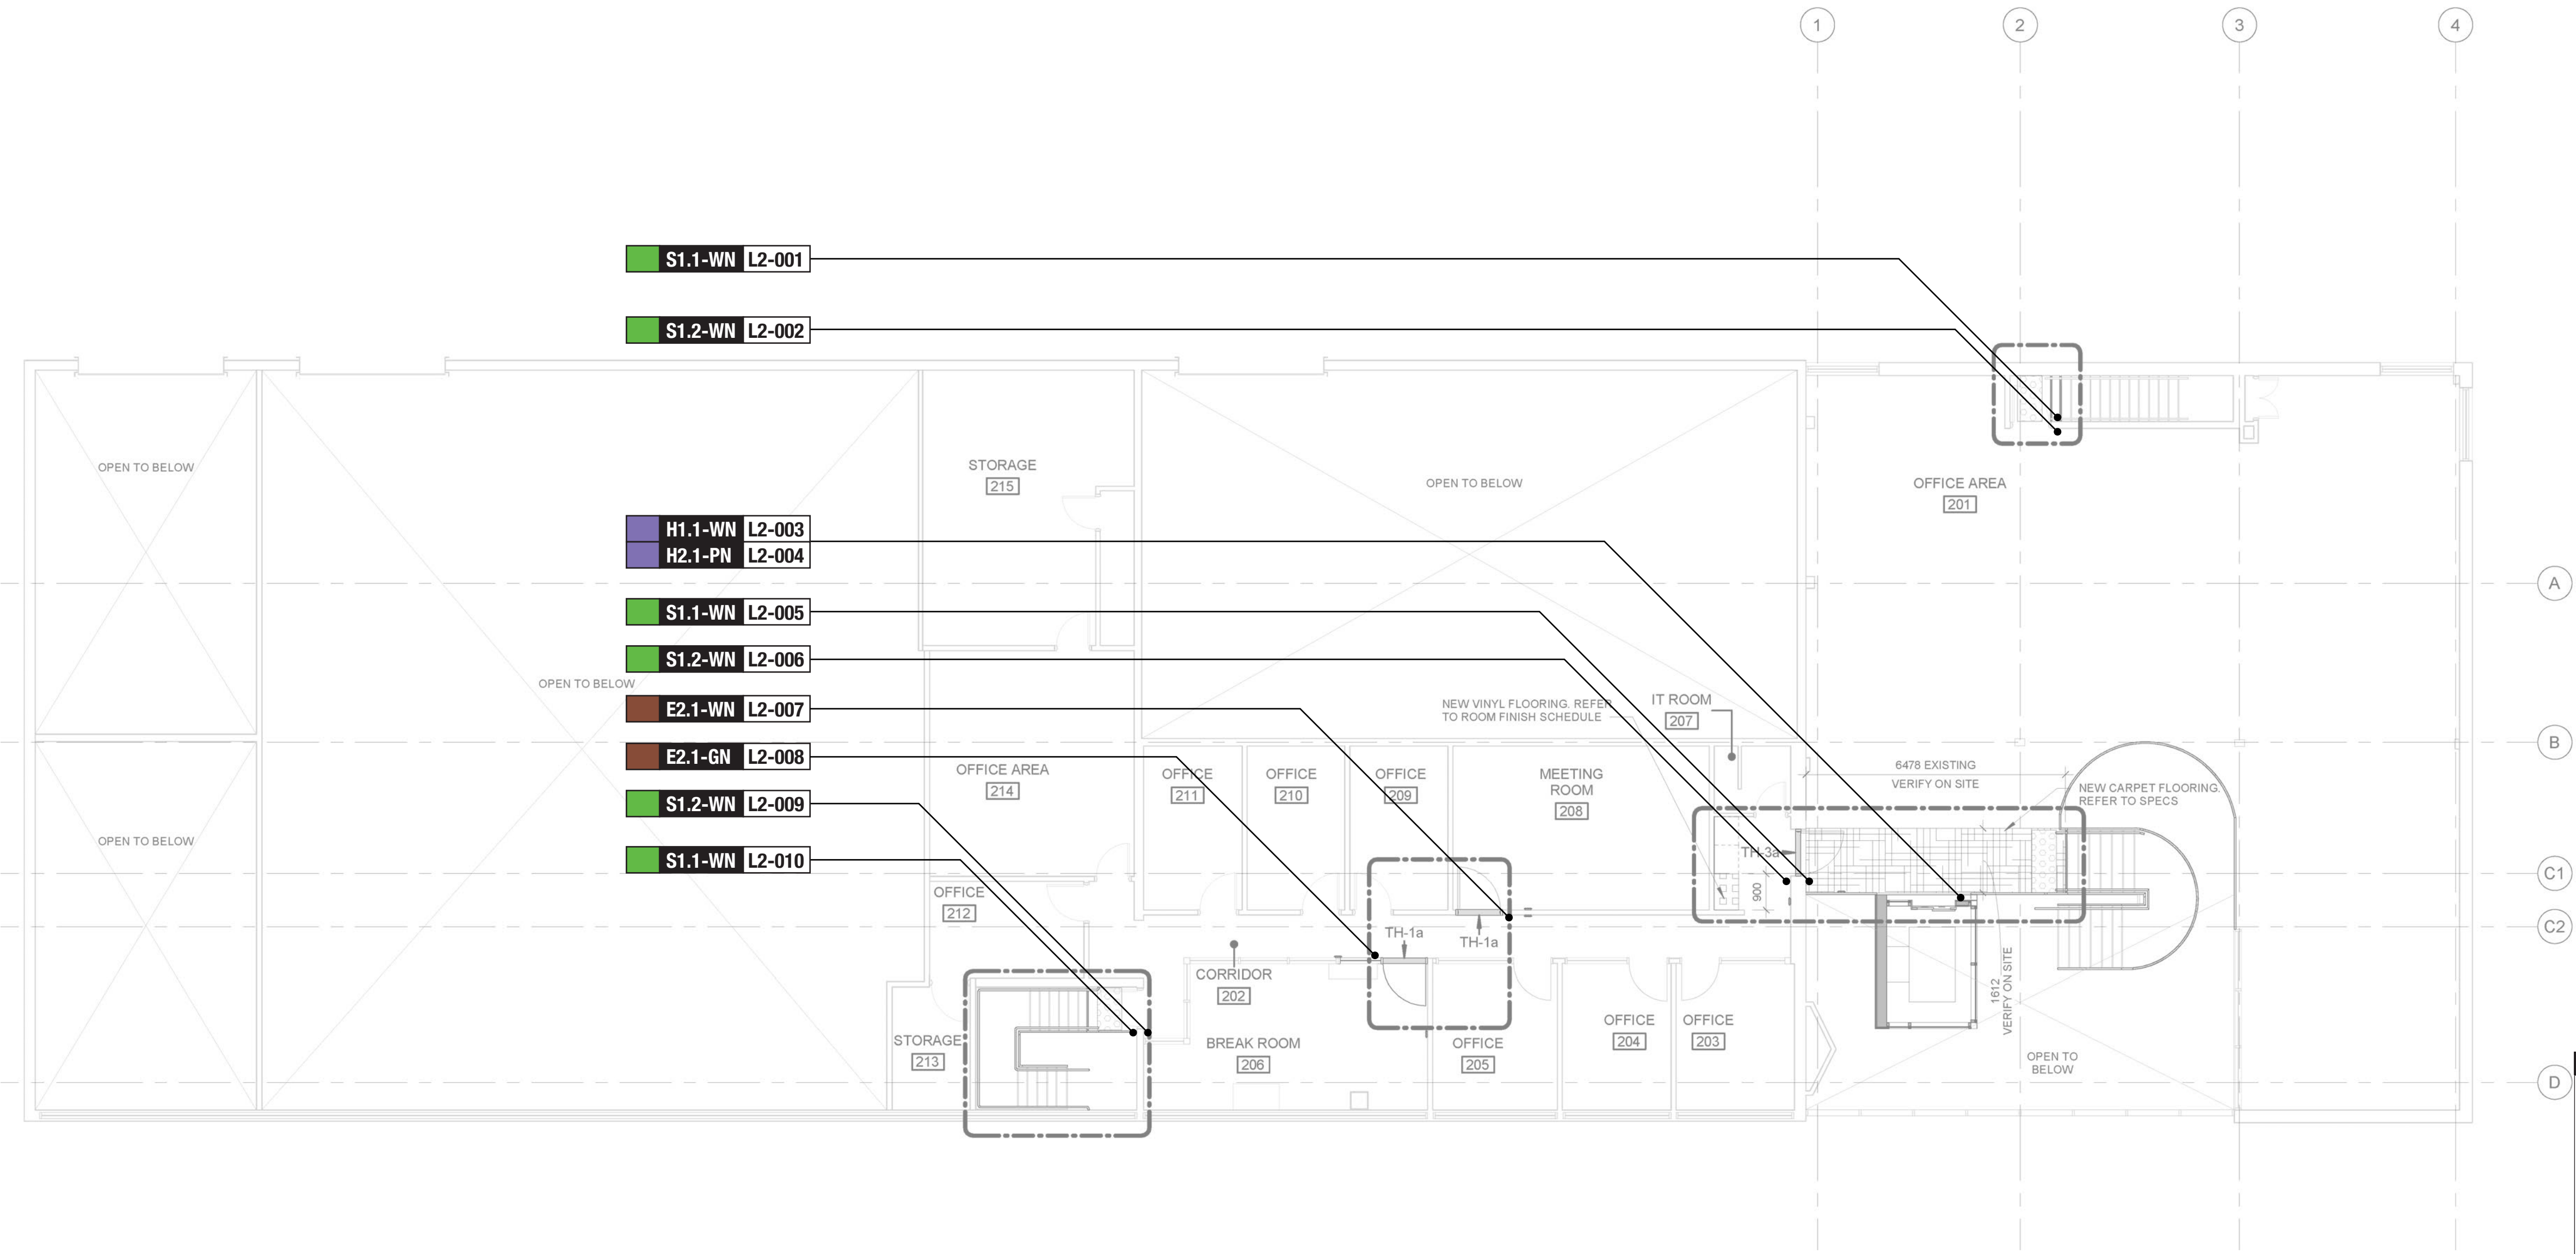 1 2 3 4
S1.1-WN L2-001
S1.2-WN L2-002
OPEN TO BELOW
STORAGE
215
OPEN TO BELOW
OFFICE AREA
201
H1.1-WN L2-003
H2.1-PN L2-004
A
S1.1-WN L2-005
S1.2-WN L2-006
OPEN TO BELOW
E2.1-WN L2-007
NEW VINYL FLOORING. REFER
TO ROOM FINISH SCHEDULE
IT ROOM
207
B
E2.1-GN L2-008
OFFICE AREA
214
OFFICE
211
OFFICE
210
OFFICE
209
MEETING
ROOM
208
6478 EXISTING
VERIFY ON SITE
NEW CARPET FLOORING.
REFER TO SPECS
S1.2-WN L2-009
OPEN TO BELOW
S1.1-WN L2-010
TH-3a
C1
OFFICE
212
900
C2
TH-1a
TH-1a
CORRIDOR
202
1612
VERIFY ON SITE
STORAGE
213
BREAK ROOM
206
OFFICE
205
OFFICE
204
OFFICE
203
OPEN TO
BELOW
D